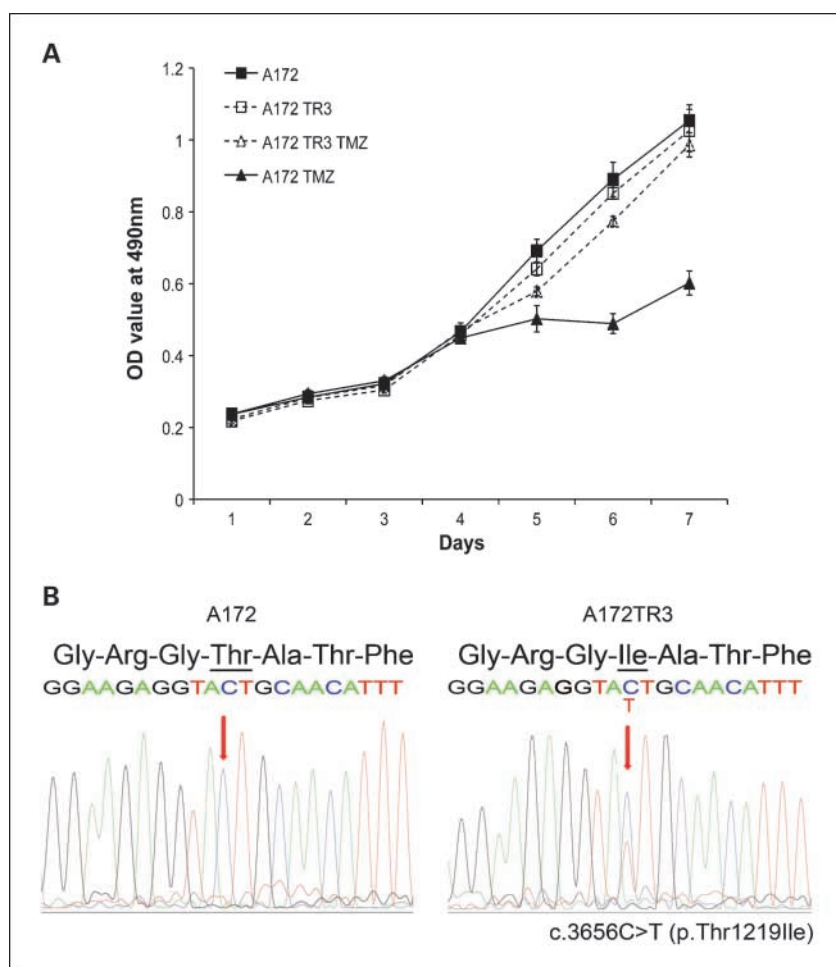 A
1.2
1
0.8
0.6
0.4
0.2
0
OD value at 490nm
A172
A172 TR3
A172 TR3 TMZ
A172 TMZ
1 2 3 4 5 6 7
Days
B
A172
Gly-Arg-Gly-Thr-Ala-Thr-Phe
GGAAGAGGTACTGCAACATTT
A172TR3
Gly-Arg-Gly-Ile-Ala-Thr-Phe
GGAAGAGGTACTGCAACATTT
T
c.3656C>T (p.Thr1219Ile)